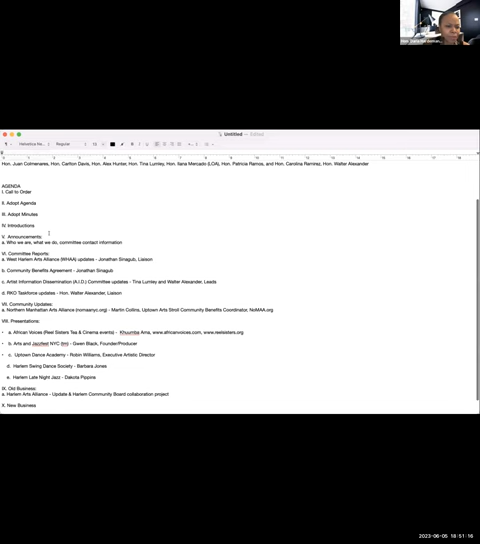 Untitled — Edited
Helvetica Ne...
Regular
Hon. Juan Colmenares, Hon. Carlton Davis, Hon. Alex Hunter, Hon. Tina Lumley, Hon. Ilana Mercado (LOA), Hon. Patricia Ramos, and Hon. Carolina Ramirez, Hon. Walter Alexander
AGENDA
I. Call to Order
II. Adopt Agenda
III. Adopt Minutes
IV. Introductions
V. Announcements:
a. Who we are, what we do, committee contact information
VI. Committee Reports:
a. West Harlem Arts Alliance (WHAA) updates - Jonathan Sinagub, Liaison
b. Community Benefits Agreement - Jonathan Sinagub
c. Artist Information Dissemination (A.I.D.) Committee updates - Tina Lumley and Walter Alexander, Leads
d. RKO Taskforce updates - Hon. Walter Alexander, Liaison
VII. Community Updates:
a. Northern Manhattan Arts Alliance (nomaanyc.org) - Martin Collins, Uptown Arts Stroll Community Benefits Coordinator, NoMAA.org
VIII. Presentations:
• a. African Voices (Reel Sisters Tea & Cinema events) - Khuumba Ama, www.africanvoices.com, www.reelsisters.org
• b. Arts and Jazzfest NYC (tm) - Gwen Black, Founder/Producer
• c. Uptown Dance Academy - Robin Williams, Executive Artistic Director
d. Harlem Swing Dance Society - Barbara Jones
e. Harlem Late Night Jazz - Dakota Pippins
IX. Old Business:
a. Harlem Arts Alliance - Update & Harlem Community Board collaboration project
X. New Business
2023-06-05 18:51:16